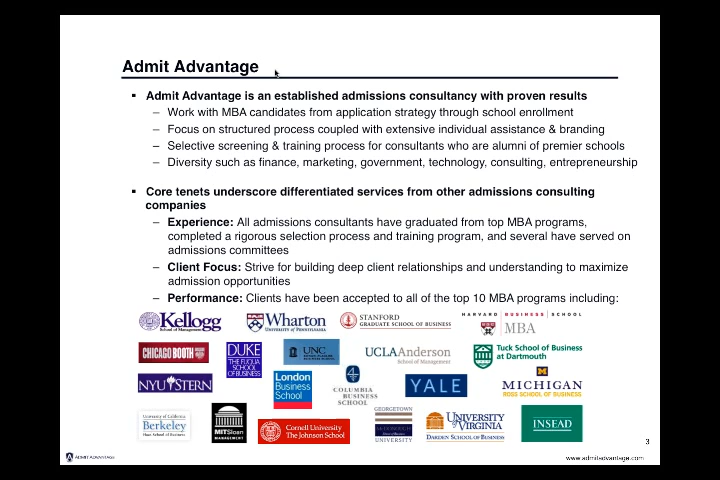 Admit Advantage
▪ Admit Advantage is an established admissions consultancy with proven results
– Work with MBA candidates from application strategy through school enrollment
– Focus on structured process coupled with extensive individual assistance & branding
– Selective screening & training process for consultants who are alumni of premier schools
– Diversity such as finance, marketing, government, technology, consulting, entrepreneurship
▪ Core tenets underscore differentiated services from other admissions consulting
companies
– Experience: All admissions consultants have graduated from top MBA programs,
completed a rigorous selection process and training program, and several have served on
admissions committees
– Client Focus: Strive for building deep client relationships and understanding to maximize
admission opportunities
– Performance: Clients have been accepted to all of the top 10 MBA programs including:
Kellogg
School of Management
Wharton
STANFORD
GRADUATE SCHOOL OF BUSINESS
HARVARD | BUSINESS | SCHOOL
MBA
CHICAGO BOOTH
DUKE
THE FUQUA
SCHOOL
OF BUSINESS
UNC
UCLA Anderson
School of Management
Tuck School of Business
at Dartmouth
NYU STERN
London
Business
School
COLUMBIA
BUSINESS
SCHOOL
YALE
MICHIGAN
ROSS SCHOOL OF BUSINESS
University of California
Berkeley
Haas School of Business
MITSloan
MANAGEMENT
Cornell University
The Johnson School
GEORGETOWN
UNIVERSITY
UNIVERSITY
of VIRGINIA
DARDEN SCHOOL OF BUSINESS
INSEAD
3
ADMIT ADVANTAGE
www.admitadvantage.com